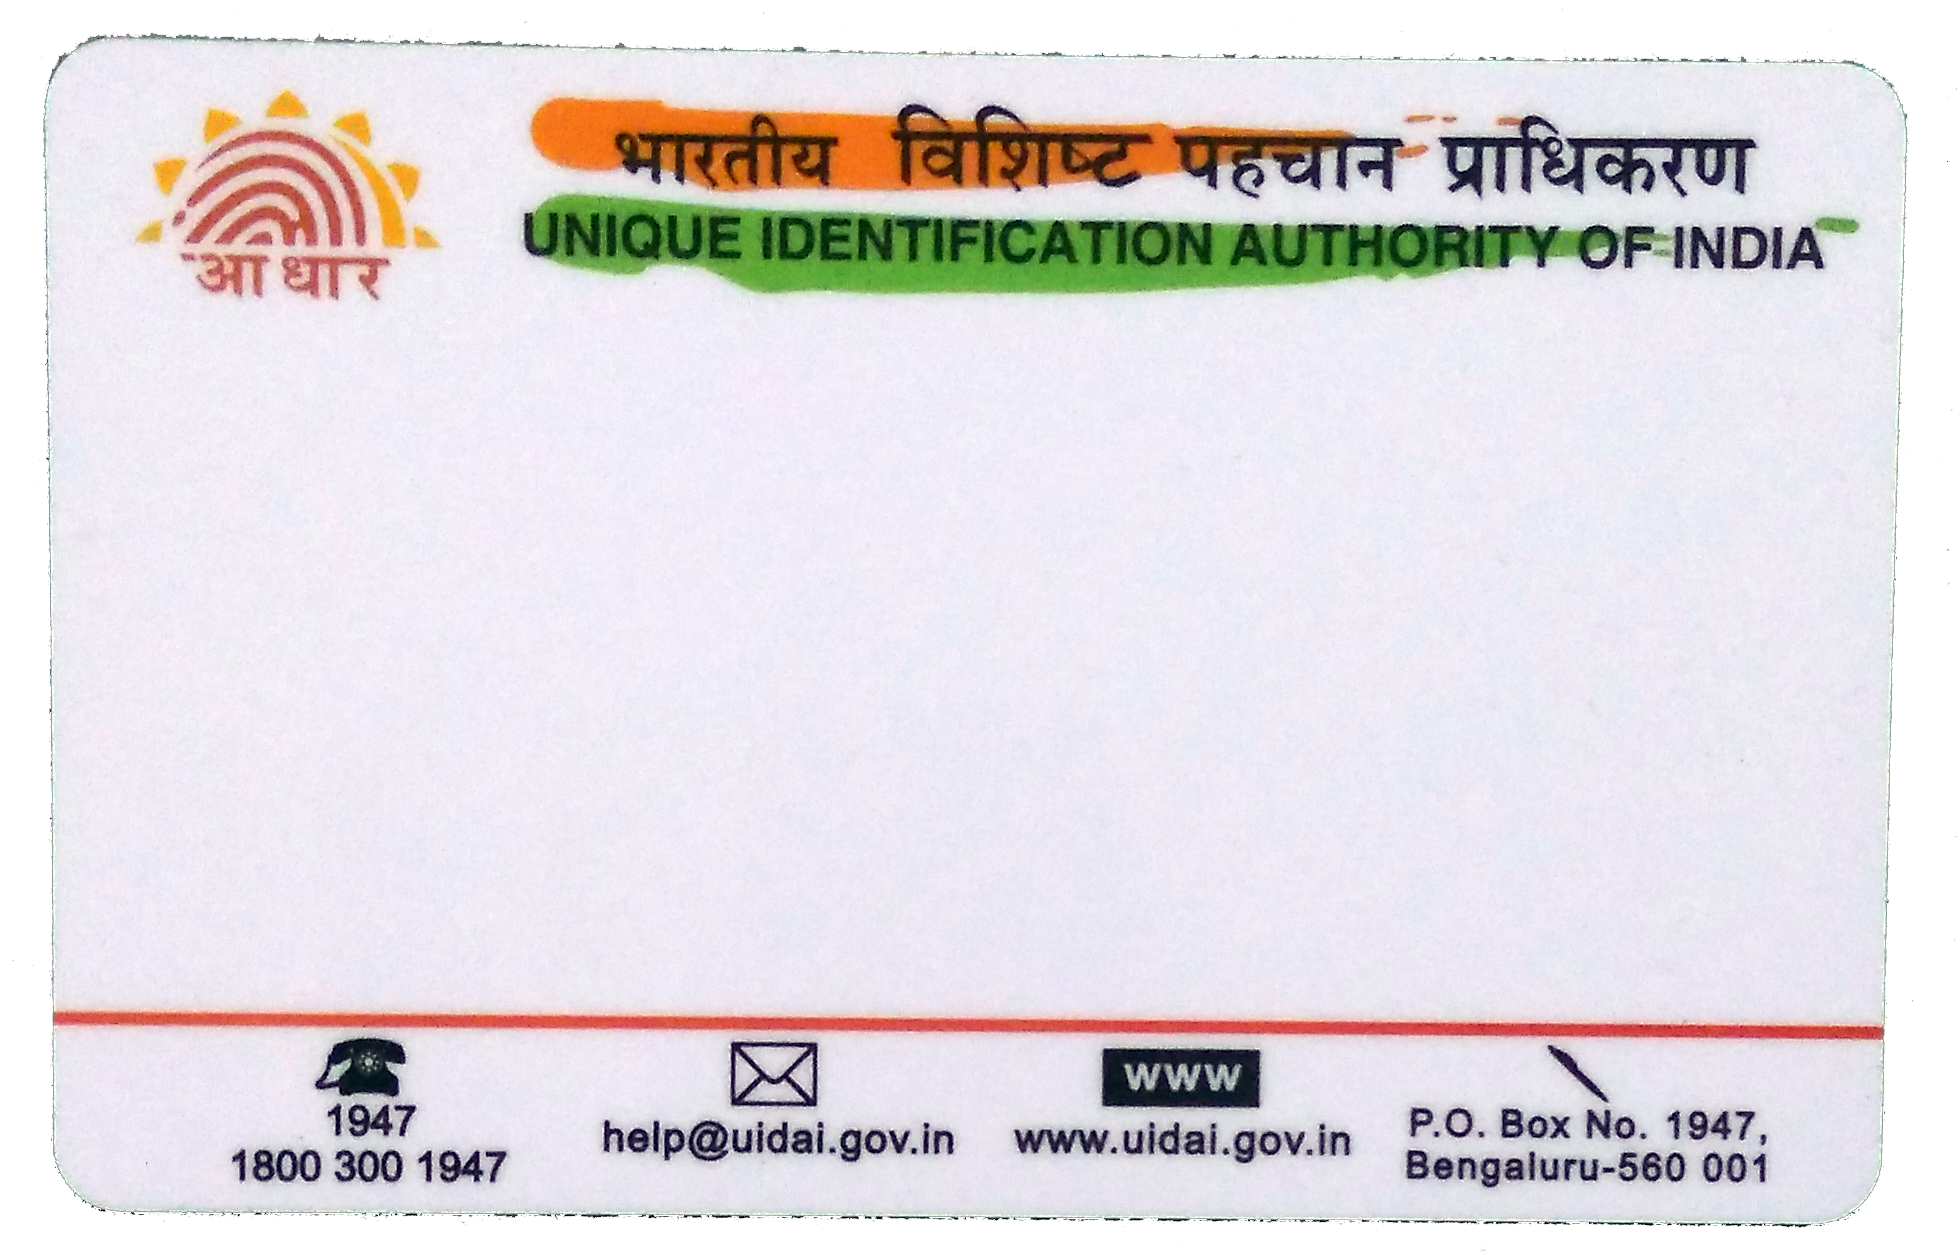 भारतीय विशिष्ट पहचान प्राधिकरण
UNIQUE IDENTIFICATION AUTHORITY OF INDIA
आधार
1947
1800 300 1947
help@uidai.gov.in
www
www.uidai.gov.in
P.O. Box No. 1947,
Bengaluru-560 001